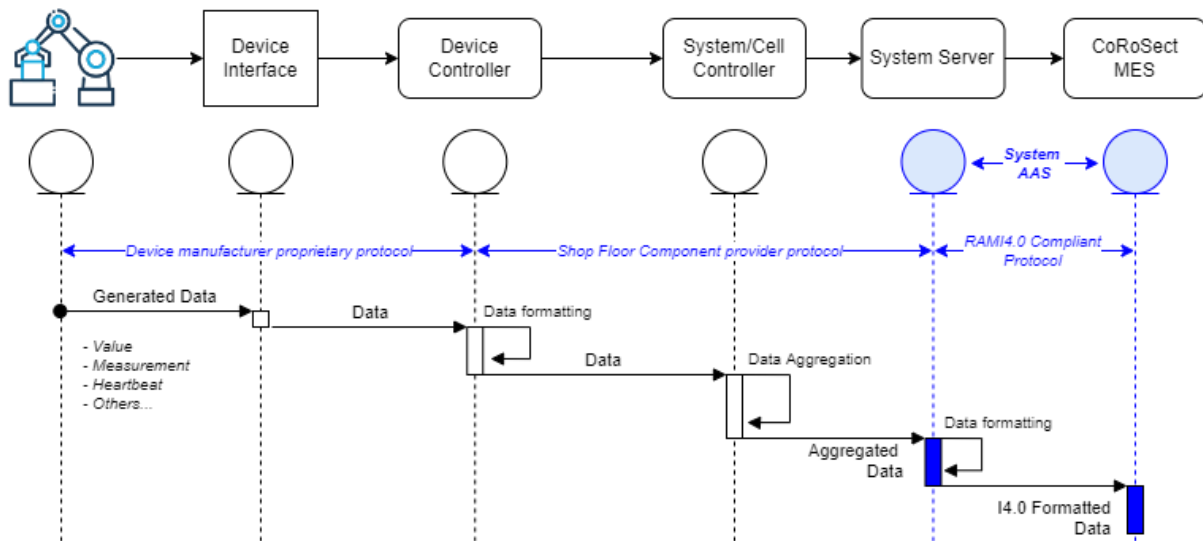 Device
Interface
Device
Controller
System/Cell
Controller
System Server
CoRoSect
MES
System
AAS
Device manufacturer proprietary protocol
Shop Floor Component provider protocol
RAMI4.0 Compliant
Protocol
Generated Data
- Value
- Measurement
- Heartbeat
- Others...
Data
Data formatting
Data
Data Aggregation
Aggregated
Data
Data formatting
I4.0 Formatted
Data